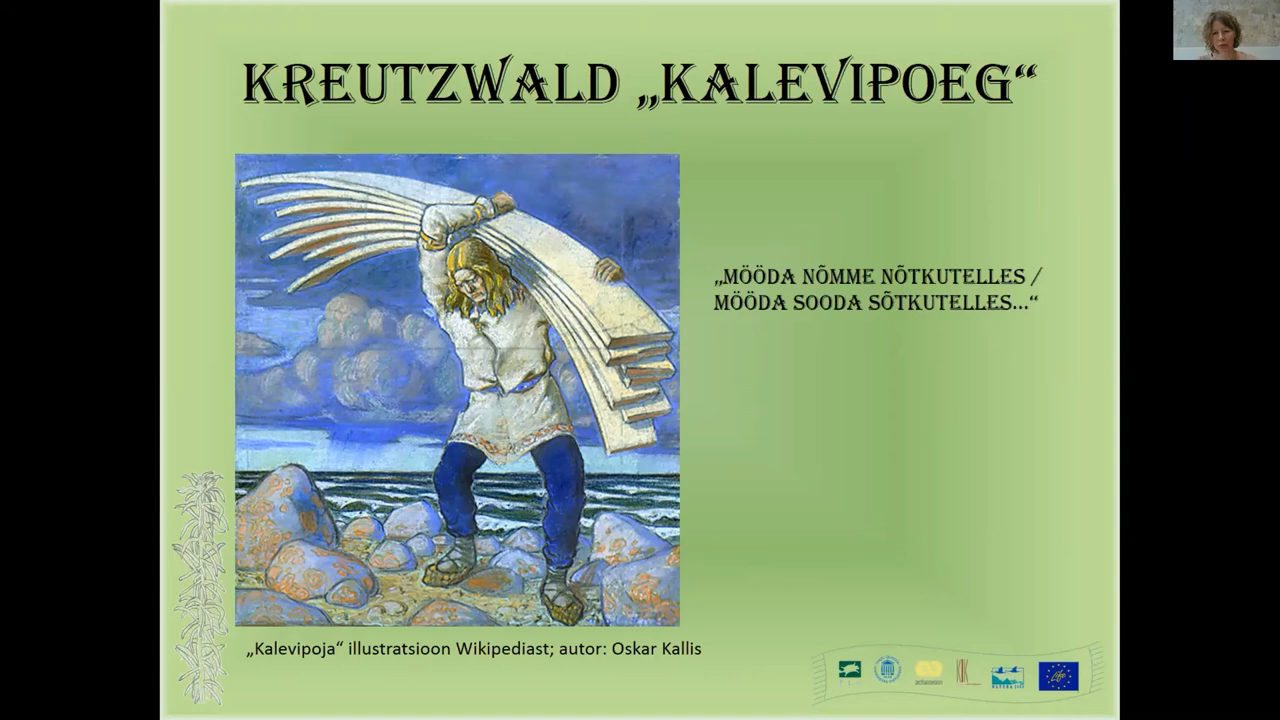 KREUTZWALD „KALEVIPOEG“
„MÖÖDA NÕMME NÕTKUTELLES /
MÖÖDA SOODA SÕTKUTELLES...“
„Kalevipoja“ illustratsioon Wikipediast; autor: Oskar Kallis